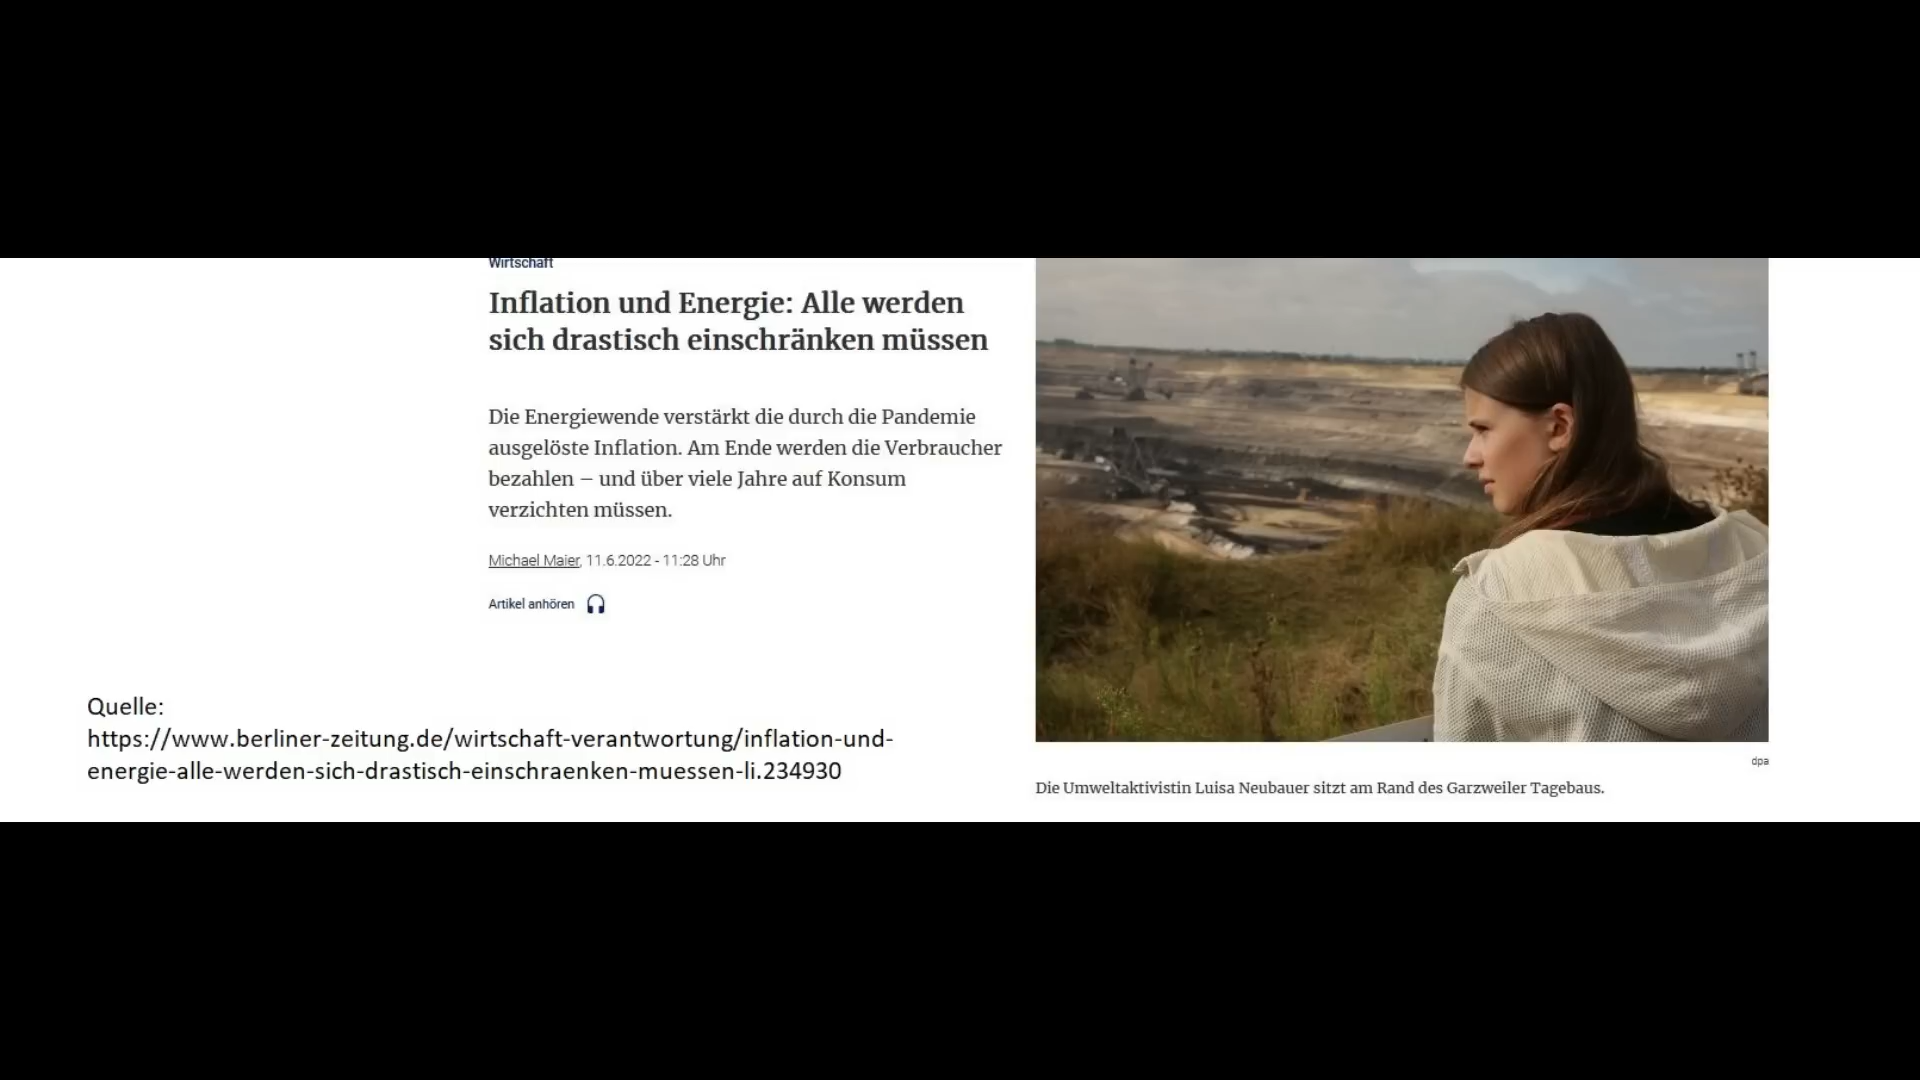 Wirtschaft
Inflation und Energie: Alle werden
sich drastisch einschränken müssen
Die Energiewende verstärkt die durch die Pandemie
ausgelöste Inflation. Am Ende werden die Verbraucher
bezahlen – und über viele Jahre auf Konsum
verzichten müssen.
Michael Maier, 11.6.2022 - 11:28 Uhr
Artikel anhören
Quelle:
https://www.berliner-zeitung.de/wirtschaft-verantwortung/inflation-und-
energie-alle-werden-sich-drastisch-einschraenken-muessen-li.234930
dpa
Die Umweltaktivistin Luisa Neubauer sitzt am Rand des Garzweiler Tagebaus.